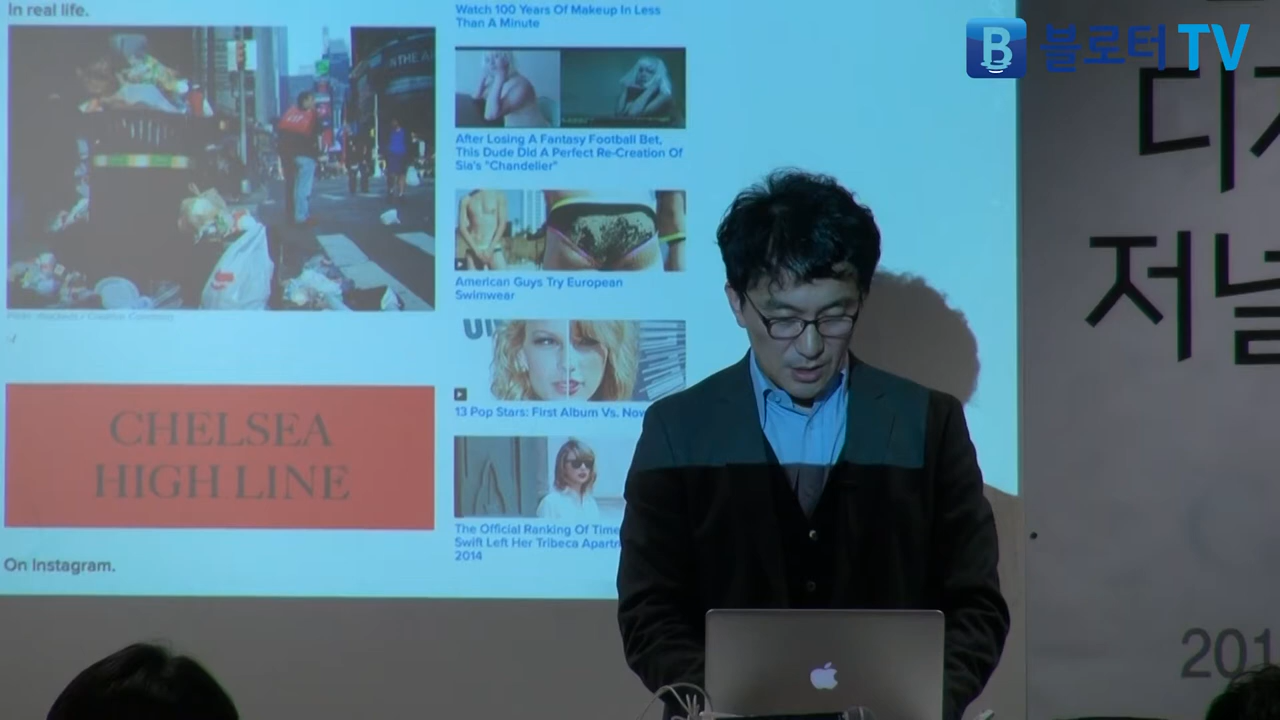 In real life.
CHELSEA
HIGH LINE
On Instagram.
Watch 100 Years Of Makeup In Less
Than A Minute
After Losing A Fantasy Football Bet,
This Dude Did A Perfect Re-Creation Of
Sia's "Chandelier"
American Guys Try European
Swimwear
13 Pop Stars: First Album Vs. Now
The Official Ranking Of Time
Swift Left Her Tribeca Apartm
2014
B 블로터 TV
디지
저널
201